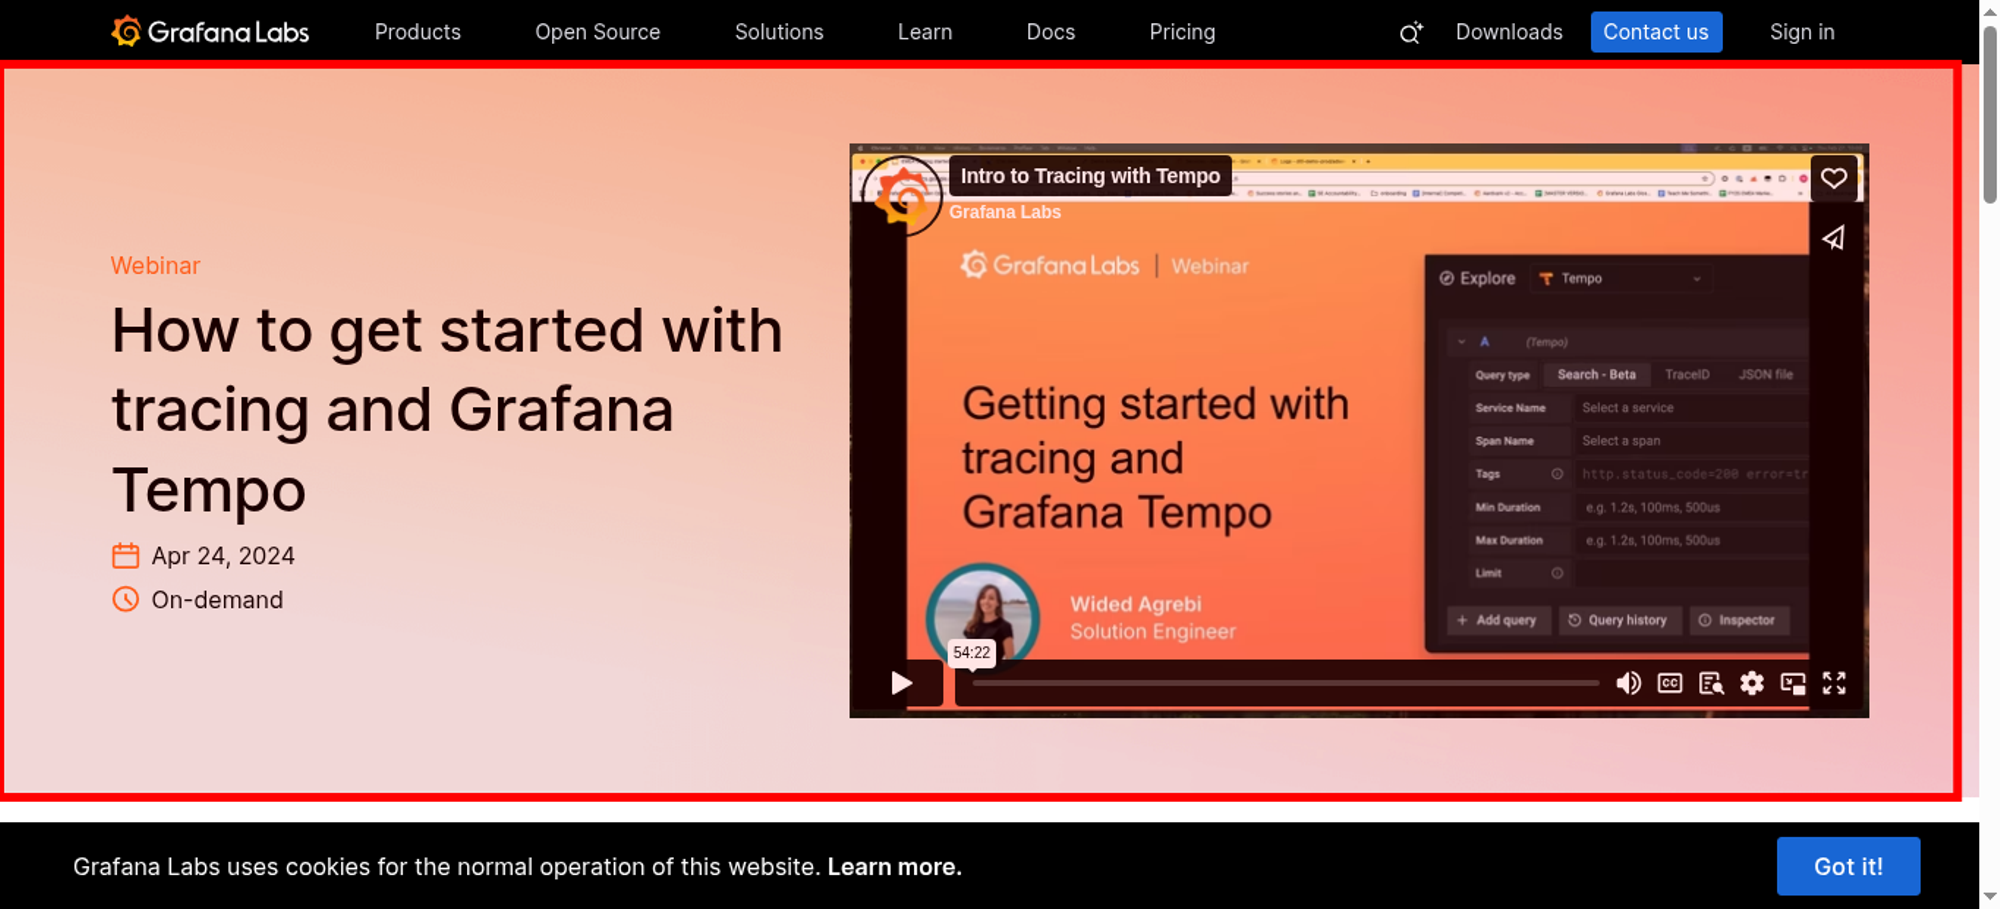 Grafana Labs
Products
Open Source
Solutions
Learn
Docs
Pricing
Downloads
Contact us
Sign in
Webinar
How to get started with
tracing and Grafana
Tempo
Apr 24, 2024
On-demand
Intro to Tracing with Tempo
Grafana Labs
Grafana Labs | Webinar
Getting started with
tracing and
Grafana Tempo
Wided Agrebi
Solution Engineer
Explore
Tempo
A (Tempo)
Query type Search - Beta TraceID JSON file
Service Name Select a service
Span Name Select a span
Tags http.status_code=200 error=tr
Min Duration e.g. 1.2s, 100ms, 500us
Max Duration e.g. 1.2s, 100ms, 500us
Limit
+ Add query Query history Inspector
54:22
CC
Grafana Labs uses cookies for the normal operation of this website. Learn more.
Got it!